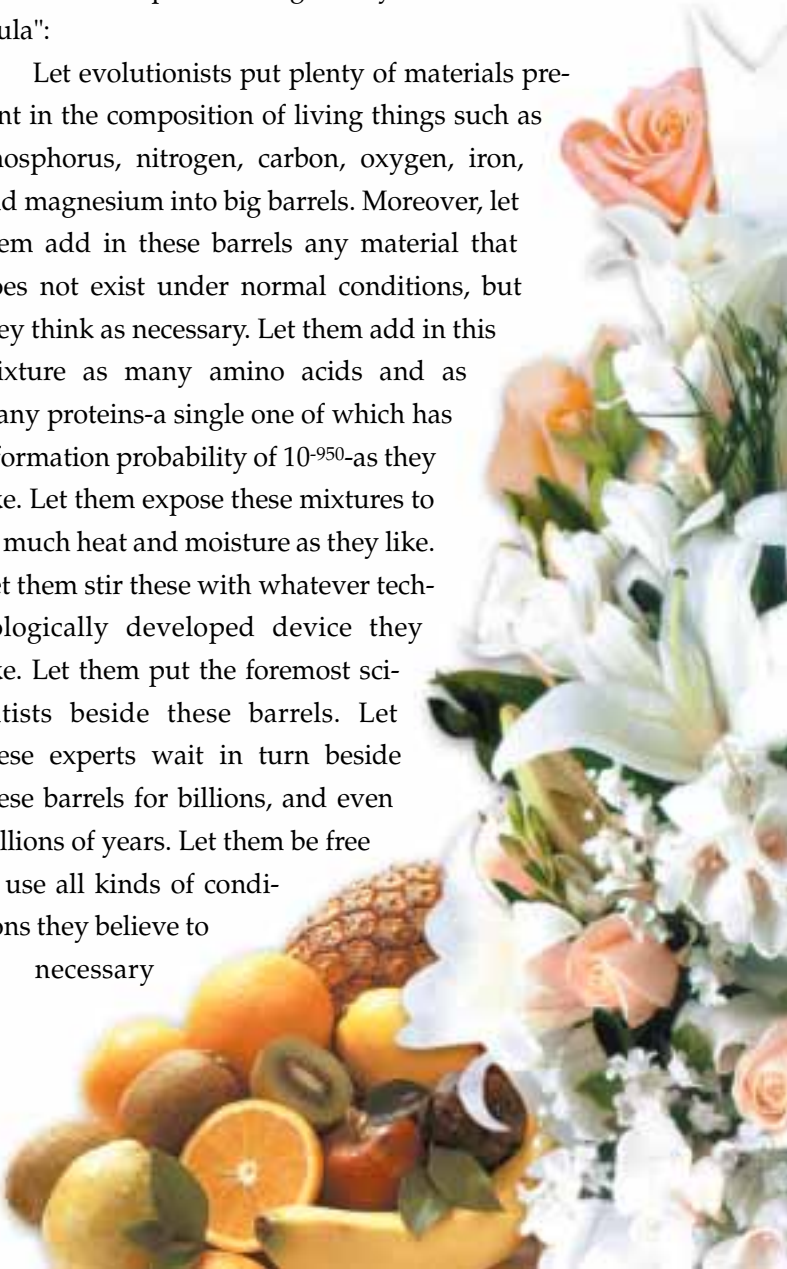 ula":
Let evolutionists put plenty of materials pre-
nt in the composition of living things such as
hosphorus, nitrogen, carbon, oxygen, iron,
d magnesium into big barrels. Moreover, let
em add in these barrels any material that
oes not exist under normal conditions, but
ey think as necessary. Let them add in this
ixture as many amino acids and as
any proteins-a single one of which has
formation probability of 10-950-as they
ke. Let them expose these mixtures to
much heat and moisture as they like.
et them stir these with whatever tech-
ologically developed device they
ke. Let them put the foremost sci-
tists beside these barrels. Let
ese experts wait in turn beside
ese barrels for billions, and even
llions of years. Let them be free
use all kinds of condi-
ons they believe to
necessary